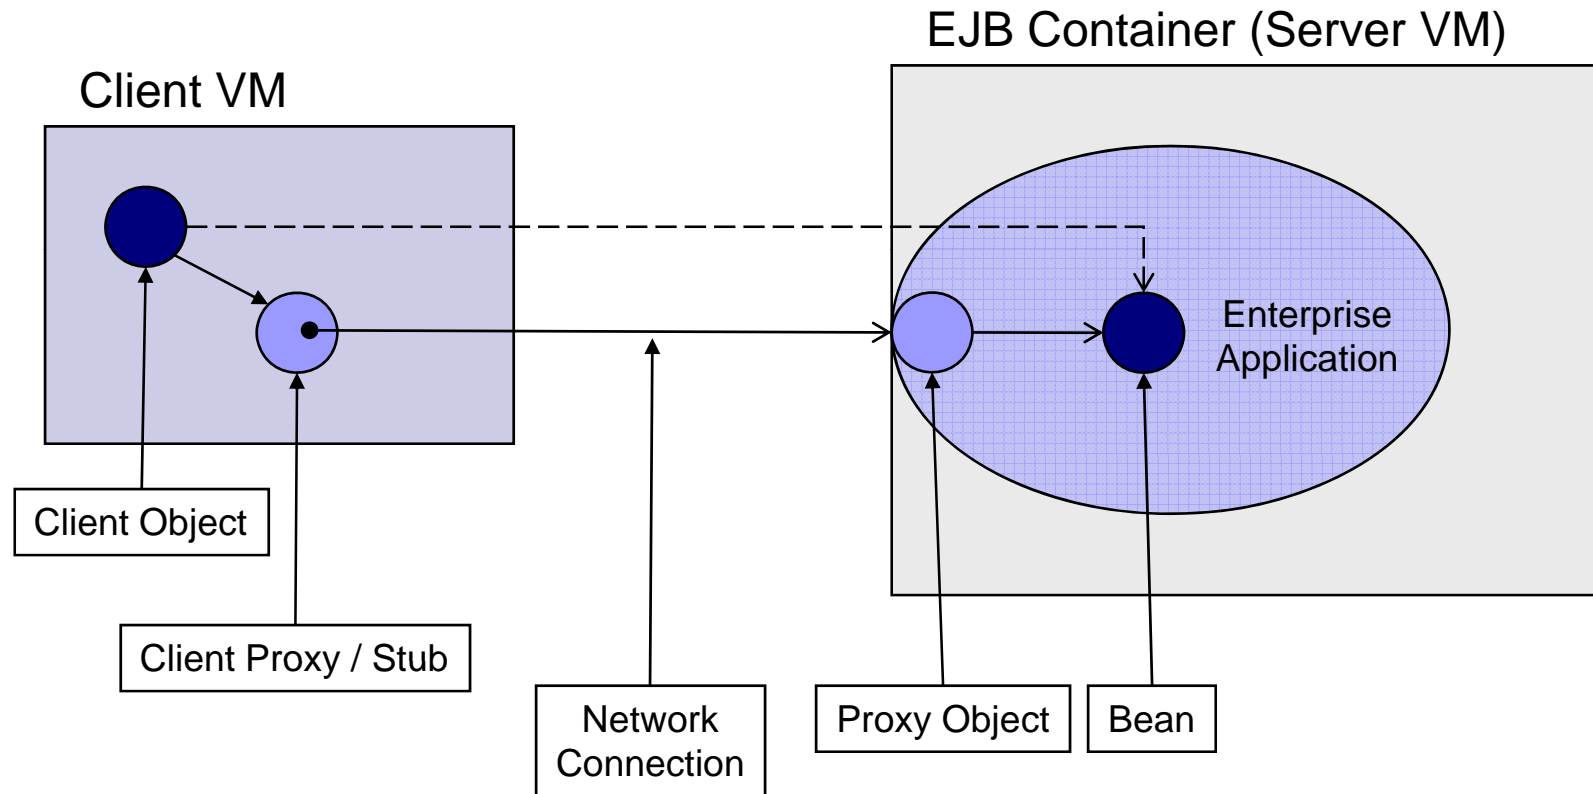 EJB Container (Server VM)
Client VM
Enterprise
Application
Client Object
Client Proxy / Stub
Network
Connection
Proxy Object
Bean